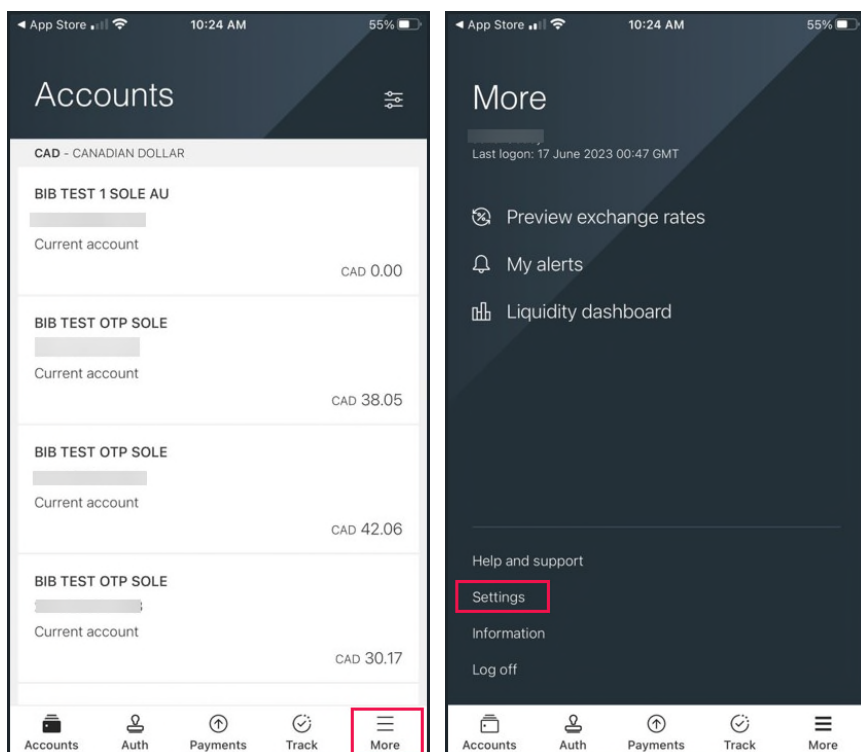 App Store
10:24 AM
55%
Accounts
CAD - CANADIAN DOLLAR
BIB TEST 1 SOLE AU
Current account
CAD 0.00
BIB TEST OTP SOLE
Current account
CAD 38.05
BIB TEST OTP SOLE
Current account
CAD 42.06
BIB TEST OTP SOLE
Current account
CAD 30.17
Accounts Auth Payments Track More
App Store
10:24 AM
55%
More
Last logon: 17 June 2023 00:47 GMT
Preview exchange rates
My alerts
Liquidity dashboard
Help and support
Settings
Information
Log off
Accounts Auth Payments Track More